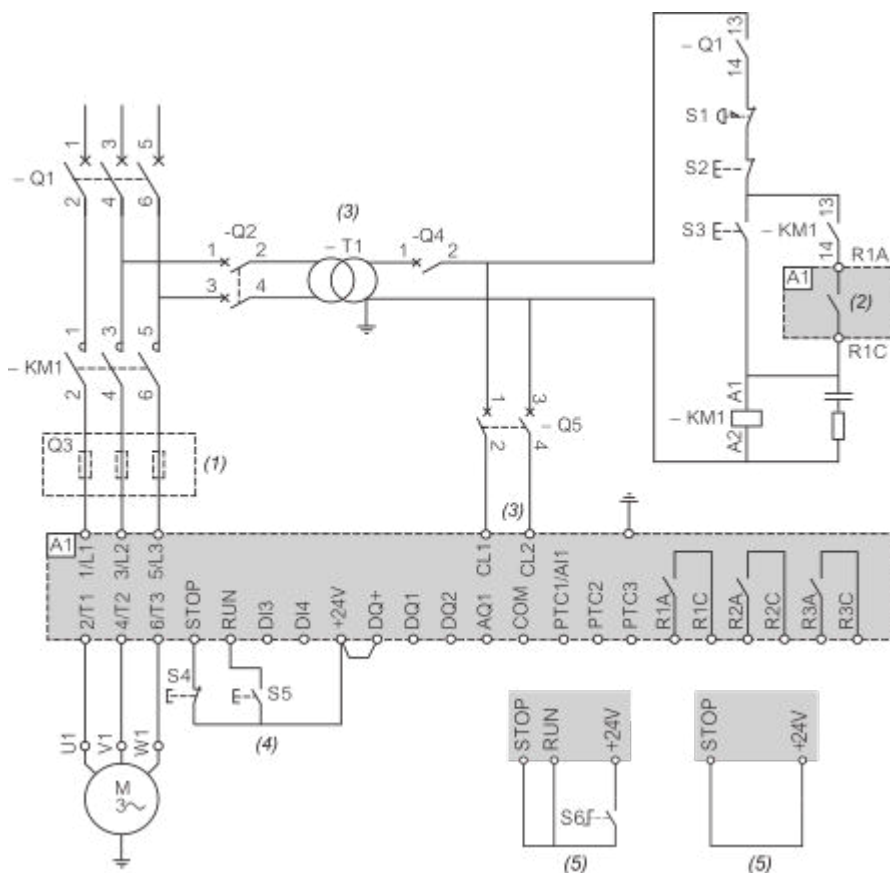 13
– Q1
14
S1
S2
S3
13
– KM1
14
R1A
A1
(2)
R1C
A1
– KM1
A2
1
3
5
– Q1
2
4
6
-Q2
1
2
3
4
(3)
– T1
-Q4
1
2
1
3
5
– KM1
2
4
6
Q3
(1)
1
3
– Q5
2
4
(3)
A1
1/L1
3/L2
5/L3
CL1
CL2
2/T1
4/T2
6/T3
STOP
RUN
DI3
DI4
+24V
DQ+
DQ1
DQ2
AQ1
COM
PTC1/AI1
PTC2
PTC3
R1A
R1C
R2A
R2C
R3A
R3C
S4
S5
(4)
U1
V1
W1
M
3
STOP
RUN
+24V
S6
(5)
STOP
+24V
(5)